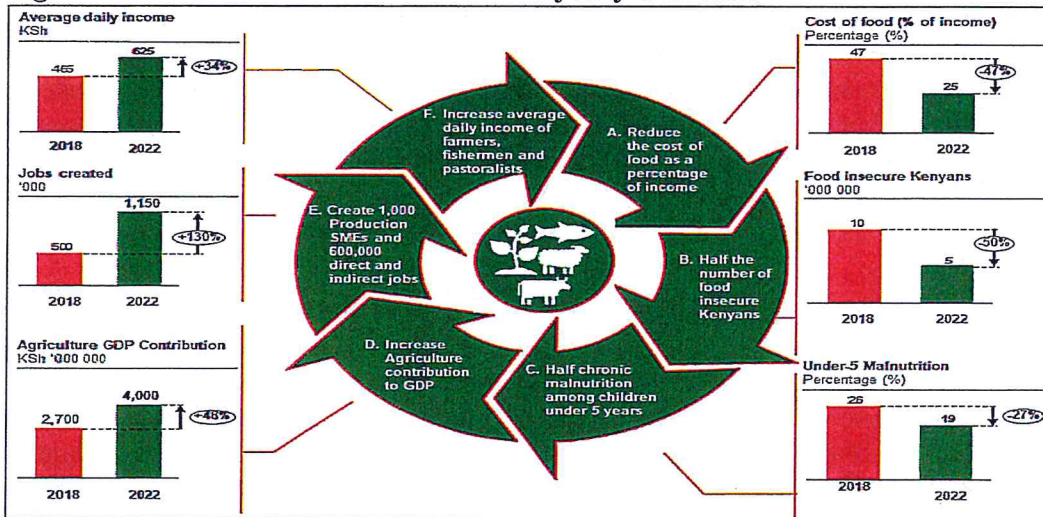 Average daily income
KSh
465
625
+34%
2018
2022
Jobs created
'000
500
1,150
+130%
2018
2022
Agriculture GDP Contribution
KSh '000 000
2,700
4,000
+48%
2018
2022
F. Increase average
daily income of
farmers,
fishermen and
pastoralists
A. Reduce
the cost of
food as a
percentage
of income
E. Create 1,000
Production
SMEs and
600,000
direct and
indirect jobs
B. Half the
number of
food
insecure
Kenyans
D. Increase
Agriculture
contribution
to GDP
C. Half chronic
malnutrition
among children
under 5 years
Cost of food (% of income)
Percentage (%)
47
25
-47%
2018
2022
Food insecure Kenyans
'000 000
10
5
-50%
2018
2022
Under-5 Malnutrition
Percentage (%)
26
19
-27%
2018
2022